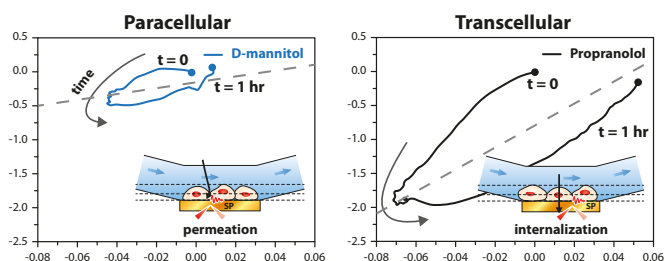 Paracellular
0.5
0.0
-0.5
-1.0
-1.5
-2.0
-2.5
-0.08 -0.06 -0.04 -0.02 0.00 0.02 0.04 0.06
D-mannitol
t = 0
t = 1 hr
time
SP
permeation
Transcellular
0.5
0.0
-0.5
-1.0
-1.5
-2.0
-2.5
-0.08 -0.06 -0.04 -0.02 0.00 0.02 0.04 0.06
Propranolol
t = 0
t = 1 hr
SP
internalization